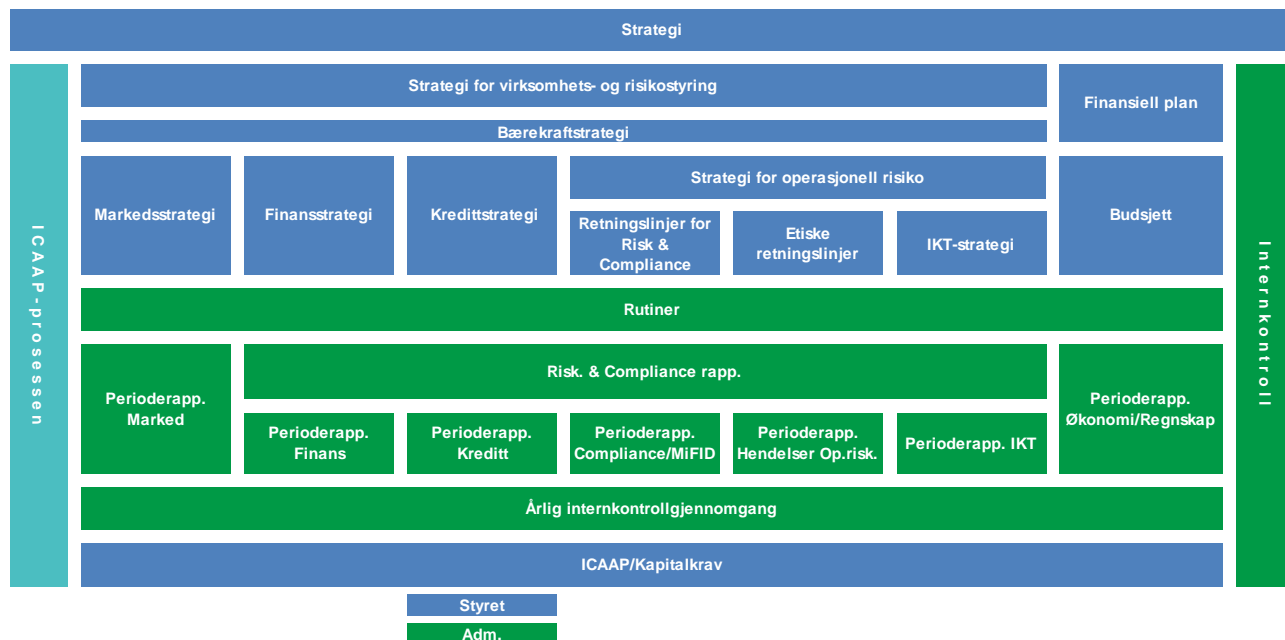 Strategi
ICAAP-prosessen
Strategi for virksomhets- og risikostyring
Finansiell plan
Internkontroll
Bærekraftstrategi
Markedsstrategi
Finansstrategi
Kredittstrategi
Strategi for operasjonell risiko
Retningslinjer for
Risk &
Compliance
Etiske
retningslinjer
IKT-strategi
Budsjett
Rutiner
Perioderapp.
Marked
Risk. & Compliance rapp.
Perioderapp.
Finans
Perioderapp.
Kreditt
Perioderapp.
Compliance/MiFID
Perioderapp.
Hendelser Op.risk.
Perioderapp. IKT
Perioderapp.
Økonomi/Regnskap
Årlig internkontrollgjennomgang
ICAAP/Kapitalkrav
Styret
Adm.